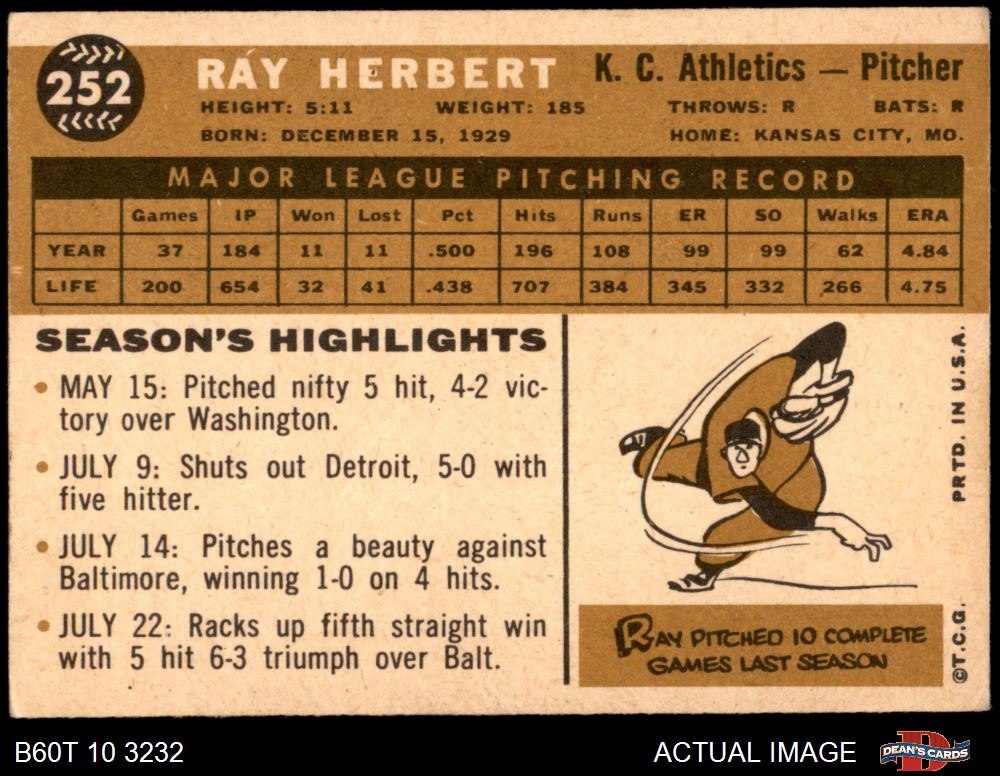 252
RAY HERBERT K. C. Athletics — Pitcher
HEIGHT: 5:11 WEIGHT: 185 THROWS: R BATS: R
BORN: DECEMBER 15, 1929 HOME: KANSAS CITY, MO.
MAJOR LEAGUE PITCHING RECORD
Games IP Won Lost Pct Hits Runs ER SO Walks ERA
YEAR 37 184 11 11 .500 196 108 99 99 62 4.84
LIFE 200 654 32 41 .438 707 384 345 332 266 4.75
SEASON'S HIGHLIGHTS
• MAY 15: Pitched nifty 5 hit, 4-2 vic-
tory over Washington.
• JULY 9: Shuts out Detroit, 5-0 with
five hitter.
• JULY 14: Pitches a beauty against
Baltimore, winning 1-0 on 4 hits.
• JULY 22: Racks up fifth straight win
with 5 hit 6-3 triumph over Balt.
RAY PITCHED 10 COMPLETE
GAMES LAST SEASON
©T.C.G. PRTD. IN U.S.A.
B60T 10 3232 ACTUAL IMAGE
D
DEAN'S CARDS